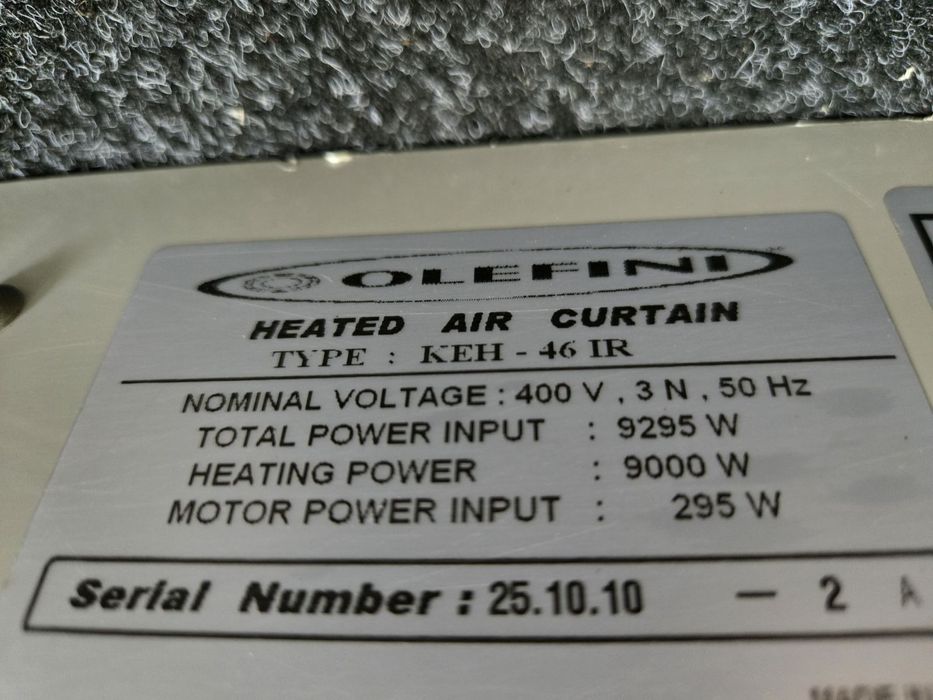 OLEFINI
HEATED AIR CURTAIN
TYPE : KEH - 46 IR
NOMINAL VOLTAGE : 400 V , 3 N , 50 Hz
TOTAL POWER INPUT : 9295 W
HEATING POWER : 9000 W
MOTOR POWER INPUT : 295 W
Serial Number : 25.10.10 — 2 A